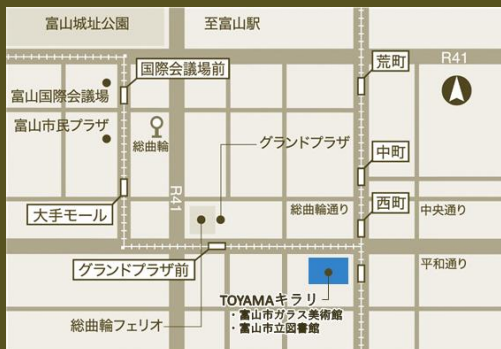 富山城址公園
至富山駅
国際会議場前
荒町
R41
富山国際会議場
富山市民プラザ
総曲輪
グランドプラザ
中町
大手モール
R41
総曲輪通り
西町
中央通り
グランドプラザ前
平和通り
TOYAMAキラリ
・富山市ガラス美術館
・富山市立図書館
総曲輪フェリオ